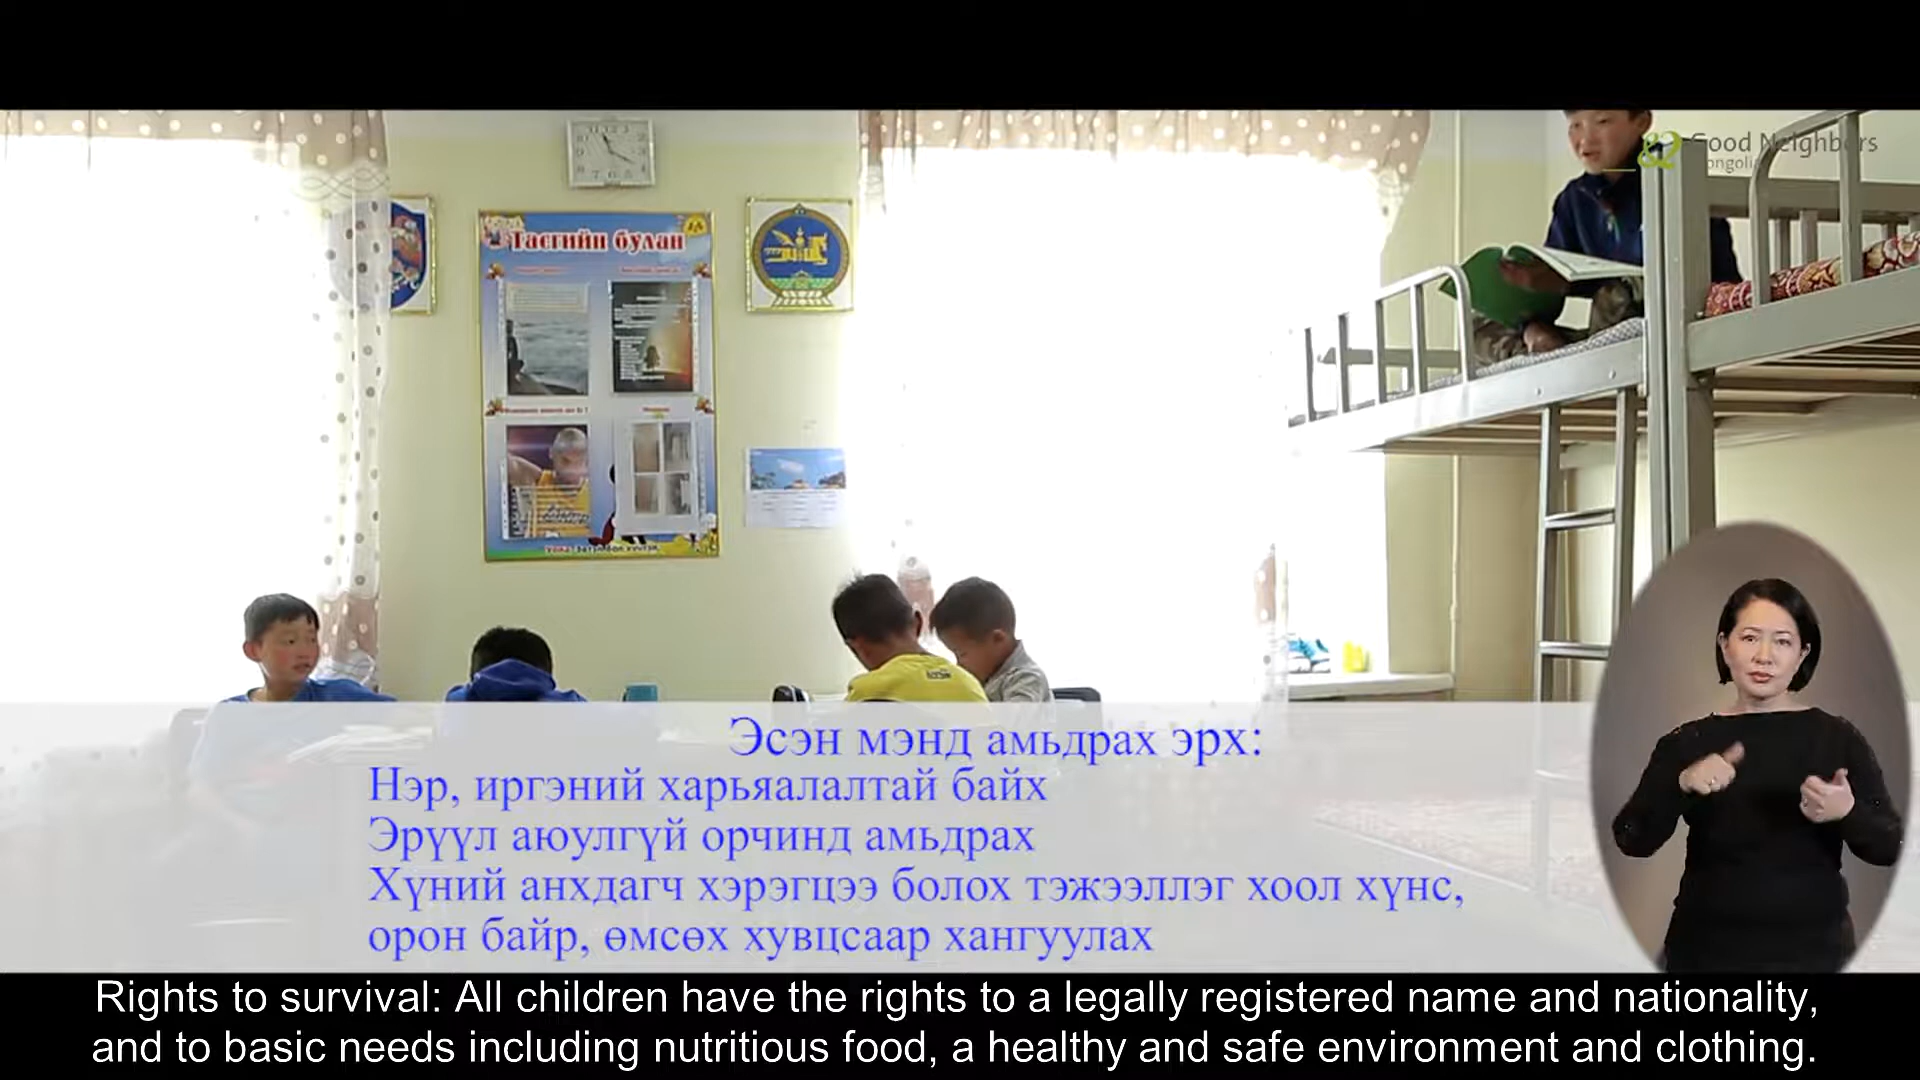 Good Neighbors
Mongolia
Тасгийн булан
Эсэн мэнд амьдрах эрх:
Нэр, иргэний харьяалалтай байх
Эрүүл аюулгүй орчинд амьдрах
Хүний анхдагч хэрэгцээ болох тэжээллэг хоол хүнс,
орон байр, өмсөх хувцсаар хангуулах
Rights to survival: All children have the rights to a legally registered name and nationality,
and to basic needs including nutritious food, a healthy and safe environment and clothing.